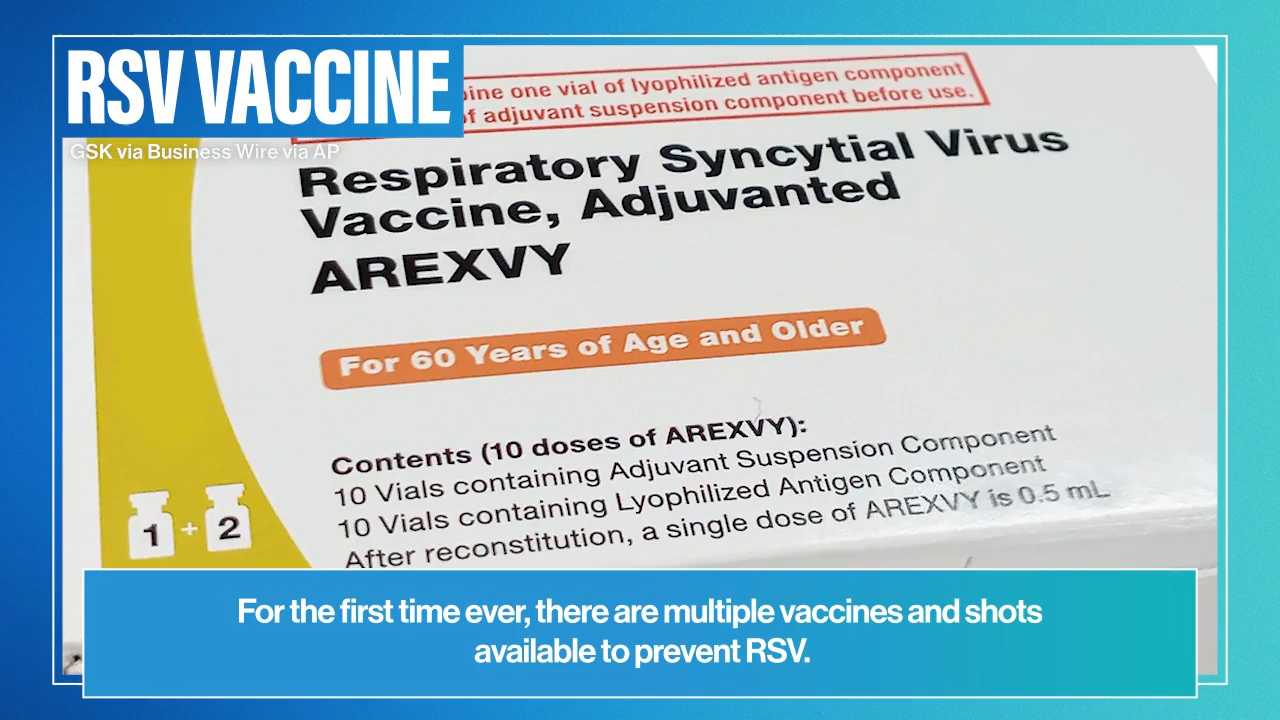 RSV VACCINE
GSK via Business Wire via AP
ine one vial of lyophilized antigen component
of adjuvant suspension component before use.
Respiratory Syncytial Virus
Vaccine, Adjuvanted
AREXVY
For 60 Years of Age and Older
Contents (10 doses of AREXVY):
10 Vials containing Adjuvant Suspension Component
10 Vials containing Lyophilized Antigen Component
After reconstitution, a single dose of AREXVY is 0.5 mL
1 + 2
For the first time ever, there are multiple vaccines and shots
available to prevent RSV.